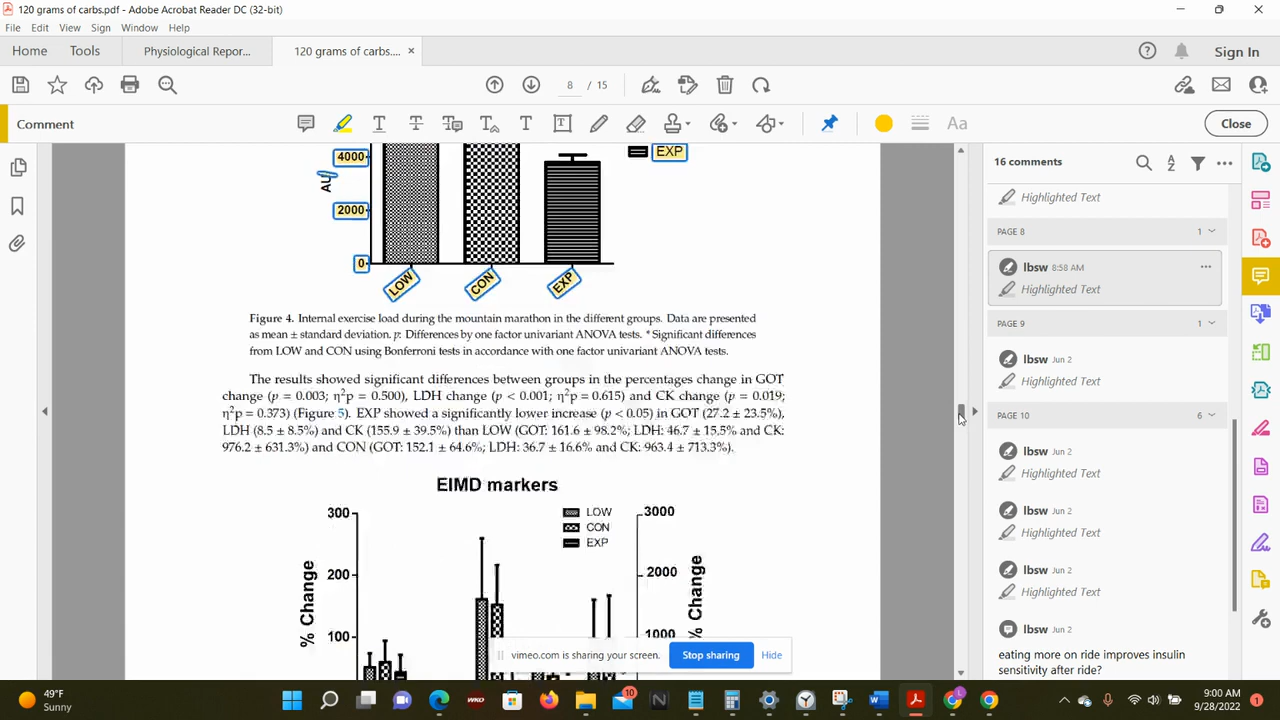 120 grams of carbs.pdf - Adobe Acrobat Reader DC (32-bit)
File Edit View Sign Window Help
Home Tools Physiological Repor... 120 grams of carbs.... × Sign In
8 / 15
Comment Close
4000
EXP
AU
2000
0
LOW CON EXP
Figure 4. Internal exercise load during the mountain marathon in the different groups. Data are presented
as mean ± standard deviation. p: Differences by one factor univariant ANOVA tests. * Significant differences
from LOW and CON using Bonferroni tests in accordance with one factor univariant ANOVA tests.
The results showed significant differences between groups in the percentages change in GOT
change (p = 0.003; η²p = 0.500), LDH change (p < 0.001; η²p = 0.615) and CK change (p = 0.019;
η²p = 0.373) (Figure 5). EXP showed a significantly lower increase (p < 0.05) in GOT (27.2 ± 23.5%),
LDH (8.5 ± 8.5%) and CK (155.9 ± 39.5%) than LOW (GOT: 161.6 ± 98.2%; LDH: 46.7 ± 15.5% and CK:
976.2 ± 631.3%) and CON (GOT: 152.1 ± 64.6%; LDH: 36.7 ± 16.6% and CK: 963.4 ± 713.3%).
EIMD markers
300
200
100
% Change
LOW
CON
EXP
3000
2000
1000
% Change
vimeo.com is sharing your screen. Stop sharing Hide
16 comments
Highlighted Text
PAGE 8 1
lbsw 8:58 AM
Highlighted Text
PAGE 9 1
lbsw Jun 2
Highlighted Text
PAGE 10 6
lbsw Jun 2
Highlighted Text
lbsw Jun 2
Highlighted Text
lbsw Jun 2
Highlighted Text
lbsw Jun 2
eating more on ride improves insulin
sensitivity after ride?
49°F
Sunny
WKO
10
9:00 AM
9/28/2022
1